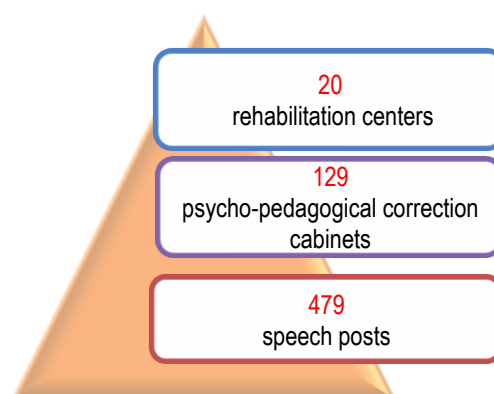 20
rehabilitation centers
129
psycho-pedagogical correction
cabinets
479
speech posts